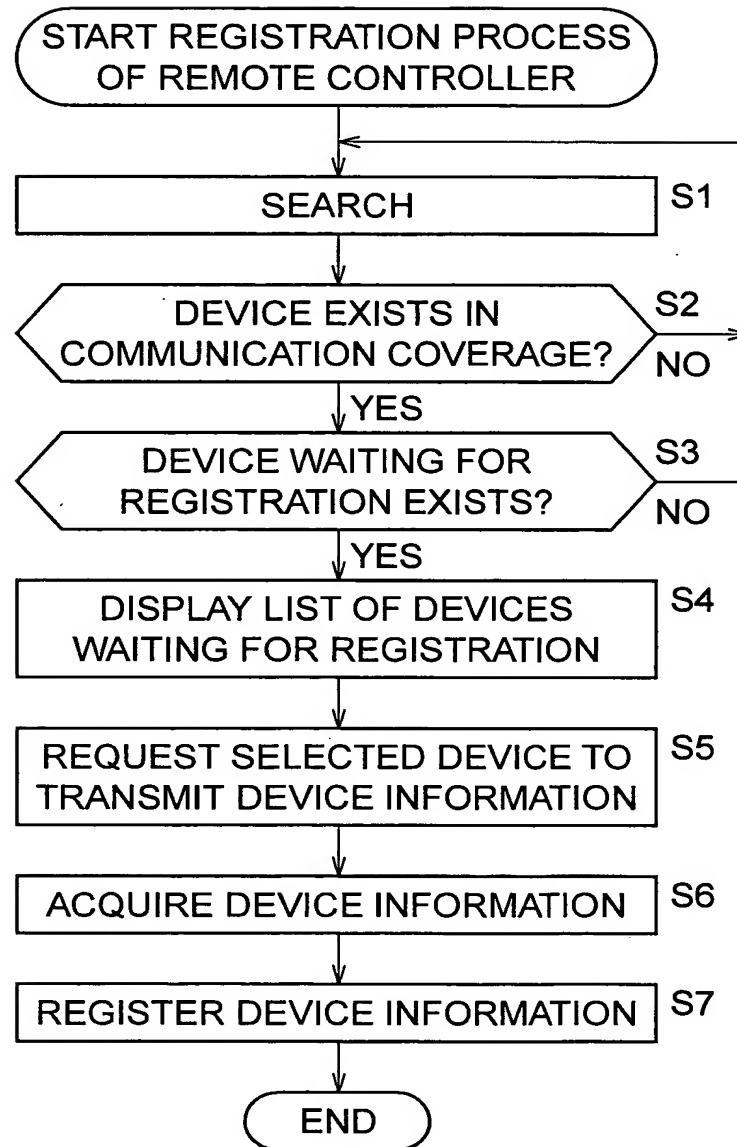 START REGISTRATION PROCESS
OF REMOTE CONTROLLER
SEARCH
S1
DEVICE EXISTS IN
COMMUNICATION COVERAGE?
S2
NO
YES
DEVICE WAITING FOR
REGISTRATION EXISTS?
S3
NO
YES
DISPLAY LIST OF DEVICES
WAITING FOR REGISTRATION
S4
REQUEST SELECTED DEVICE TO
TRANSMIT DEVICE INFORMATION
S5
ACQUIRE DEVICE INFORMATION
S6
REGISTER DEVICE INFORMATION
S7
END